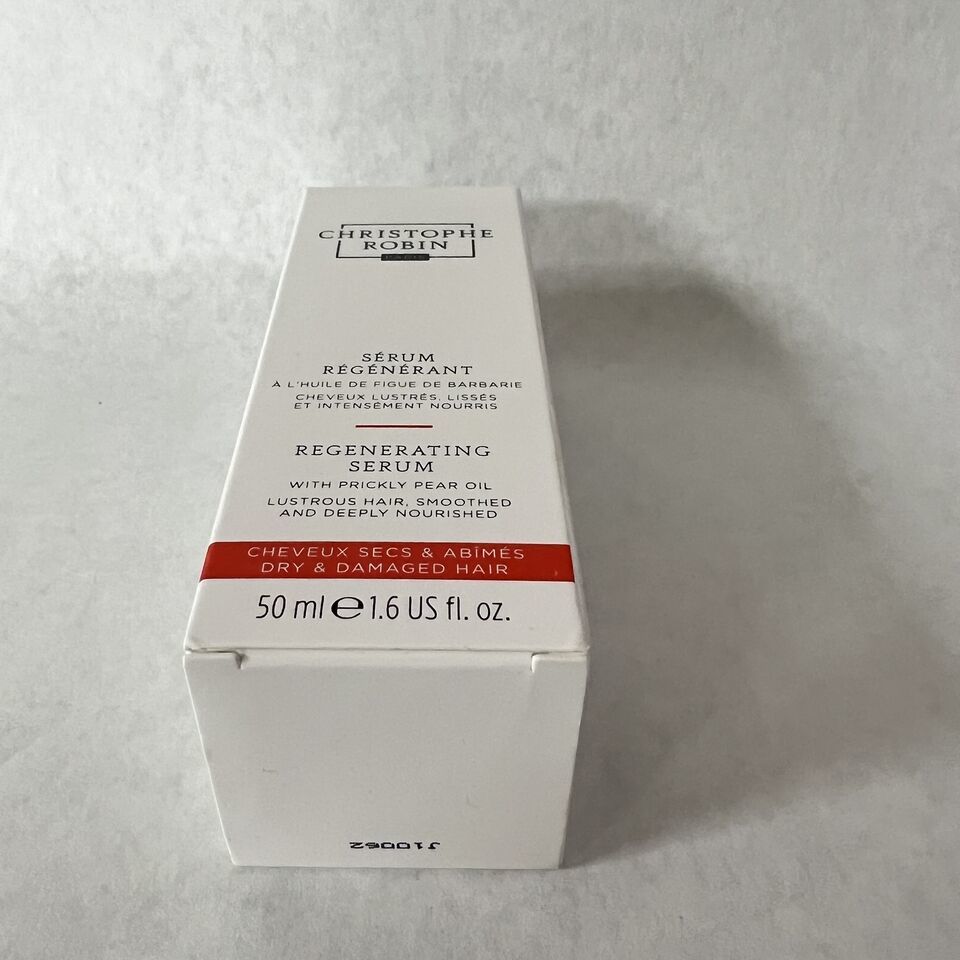 CHRISTOPHE
ROBIN
PARIS
SÉRUM
RÉGÉNÉRANT
À L'HUILE DE FIGUE DE BARBARIE
CHEVEUX LUSTRÉS, LISSÉS
ET INTENSÉMENT NOURRIS
REGENERATING
SERUM
WITH PRICKLY PEAR OIL
LUSTROUS HAIR, SMOOTHED
AND DEEPLY NOURISHED
CHEVEUX SECS & ABÎMÉS
DRY & DAMAGED HAIR
50 ml ℮ 1.6 US fl. oz.
J10062